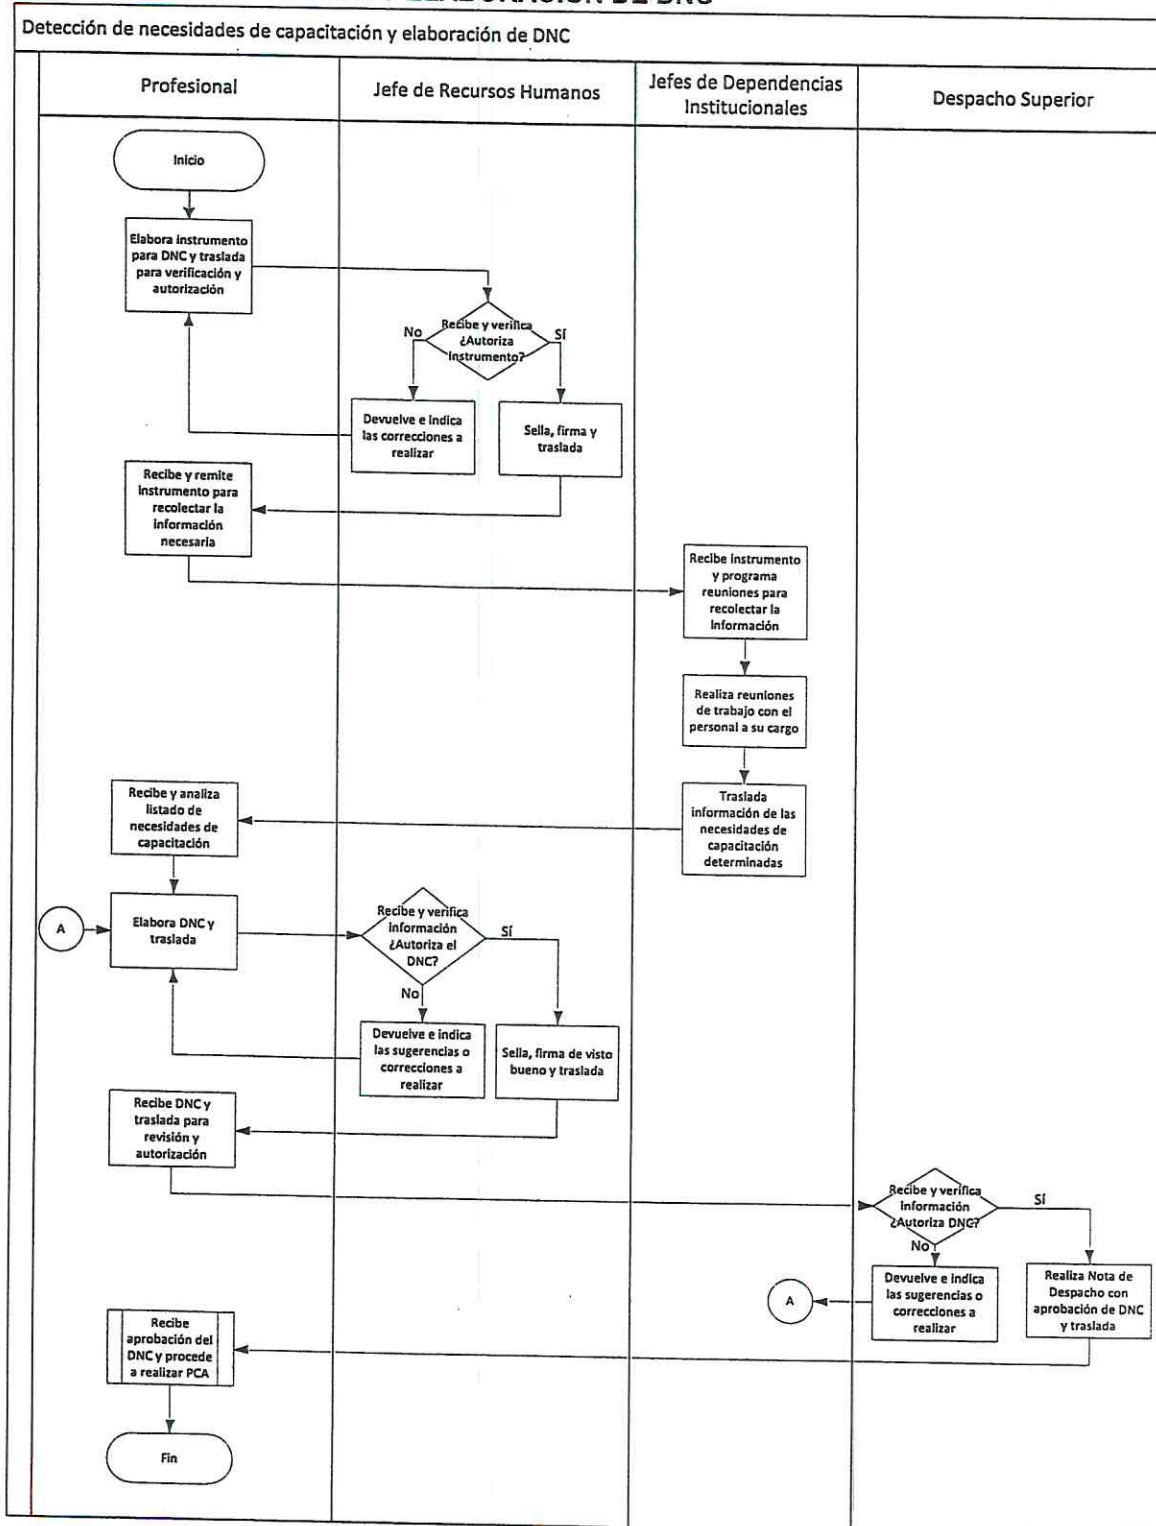 ELABORACIÓN DE DNC
Detección de necesidades de capacitación y elaboración de DNC
Profesional
Jefe de Recursos Humanos
Jefes de Dependencias
Institucionales
Despacho Superior
Inicio
Elabora instrumento
para DNC y traslada
para verificación y
autorización
Recibe y verifica
¿Autoriza
instrumento?
No
Sí
Devuelve e indica
las correcciones a
realizar
Sella, firma y
traslada
Recibe y remite
instrumento para
recolectar la
información
necesaria
Recibe instrumento
y programa
reuniones para
recolectar la
información
Realiza reuniones
de trabajo con el
personal a su cargo
Traslada
información de las
necesidades de
capacitación
determinadas
Recibe y analiza
listado de
necesidades de
capacitación
A
Elabora DNC y
traslada
Recibe y verifica
información
¿Autoriza el
DNC?
Sí
No
Devuelve e indica
las sugerencias o
correcciones a
realizar
Sella, firma de visto
bueno y traslada
Recibe DNC y
traslada para
revisión y
autorización
Recibe y verifica
información
¿Autoriza DNC?
Sí
No
Devuelve e indica
las sugerencias o
correcciones a
realizar
Realiza Nota de
Despacho con
aprobación de DNC
y traslada
A
Recibe
aprobación del
DNC y procede
a realizar PCA
Fin